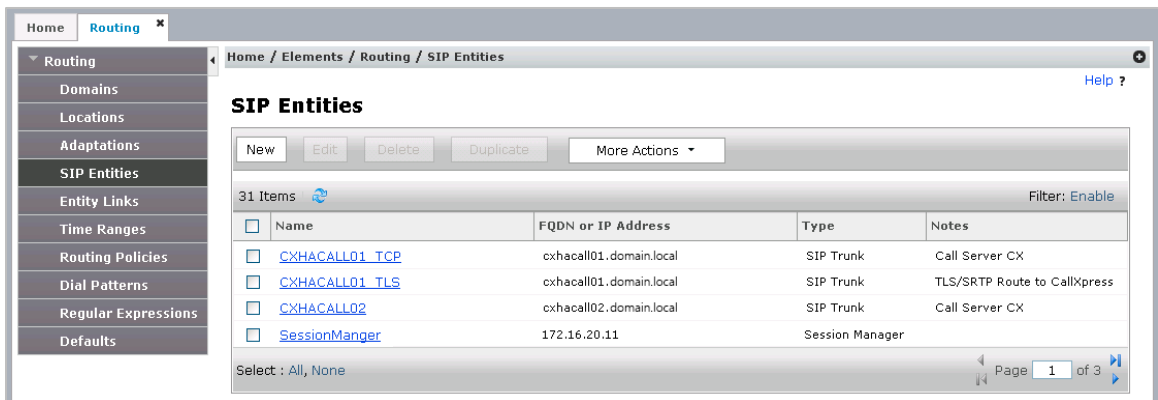 Home
Routing ×
Routing
Domains
Locations
Adaptations
SIP Entities
Entity Links
Time Ranges
Routing Policies
Dial Patterns
Regular Expressions
Defaults
Home / Elements / Routing / SIP Entities
Help ?
SIP Entities
New Edit Delete Duplicate More Actions
31 Items Filter: Enable
Name FQDN or IP Address Type Notes
CXHACALL01_TCP cxhacall01.domain.local SIP Trunk Call Server CX
CXHACALL01_TLS cxhacall01.domain.local SIP Trunk TLS/SRTP Route to CallXpress
CXHACALL02 cxhacall02.domain.local SIP Trunk Call Server CX
SessionManger 172.16.20.11 Session Manager
Select : All, None Page 1 of 3